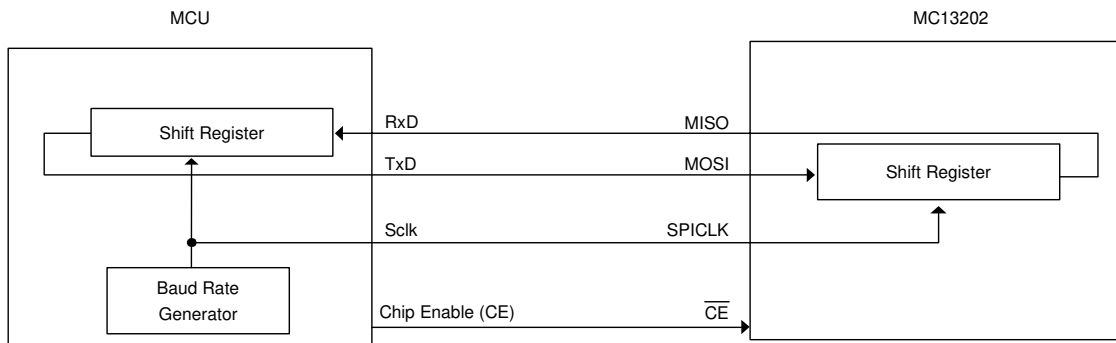 MCU MC13202
RxD MISO
Shift Register
TxD MOSI
Shift Register
Sclk SPICLK
Baud Rate
Generator
Chip Enable (CE) CE